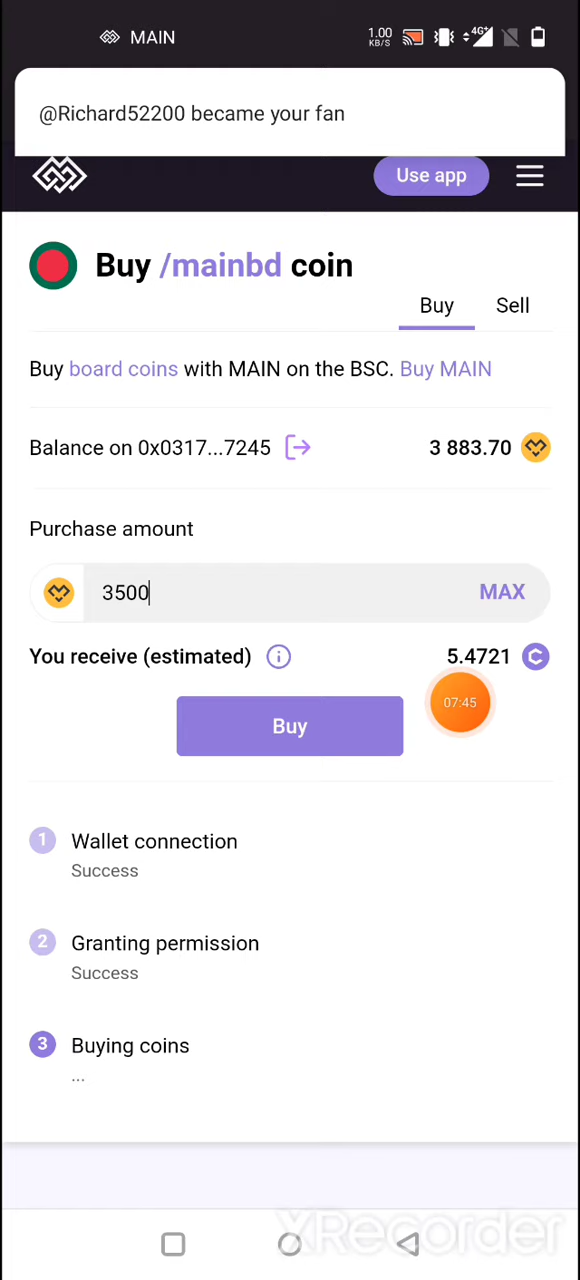 MAIN
1.00
KB/S
4G+
@Richard52200 became your fan
Use app
Buy /mainbd coin
Buy Sell
Buy board coins with MAIN on the BSC. Buy MAIN
Balance on 0x0317...7245 3 883.70
Purchase amount
3500 MAX
You receive (estimated) i 5.4721 C
07:45
Buy
1 Wallet connection
Success
2 Granting permission
Success
3 Buying coins
...
XRecorder